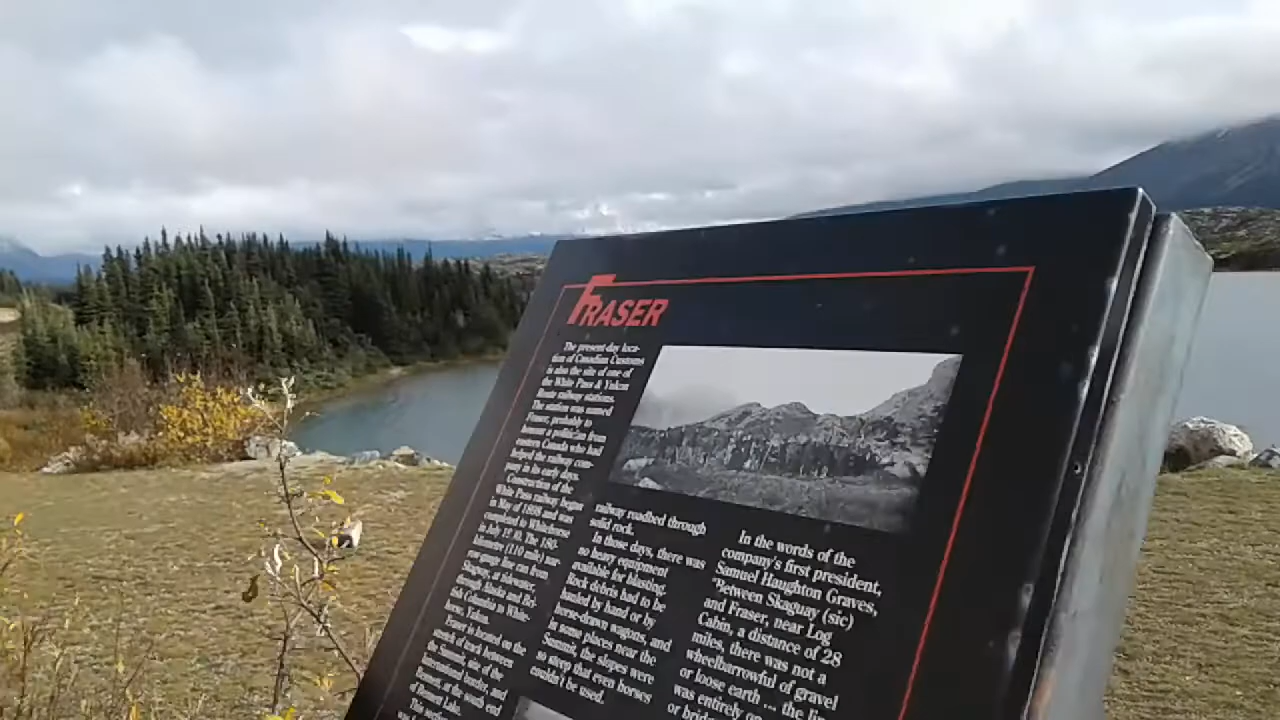 FRASER
The present day loca-
tion of Canadian Customs
is also the site of one of
the White Pass & Yukon
Route railway stations.
The station was named
Fraser, probably to
honour a politician from
eastern Canada who had
helped the railway com-
pany in its early days.
Construction of the
White Pass railway began
in May of 1898 and was
completed to Whitehorse
in July
kilometre (110 mile) nar-
row-gauge line ran from
Skagway, at tidewater,
through Alaska and Bri-
tish Columbia to White-
horse, Yukon.
Fraser is located on the
stretch of track between
the Summit, site of the
international border, and
Bennett, at the south end
of Bennett Lake.
This section
railway roadbed through
solid rock.
In those days, there was
no heavy equipment
available for blasting.
Rock debris had to be
hauled by hand or by
horse-drawn wagons, and
in some places near the
Summit, the slopes were
so steep that even horses
couldn't be used.
In the words of the
company's first president,
Samuel Haughton Graves,
"Between Skaguay (sic)
and Fraser, near Log
Cabin, a distance of 28
miles, there was not a
wheelbarrowful of gravel
or loose earth ... the
was entirely
or